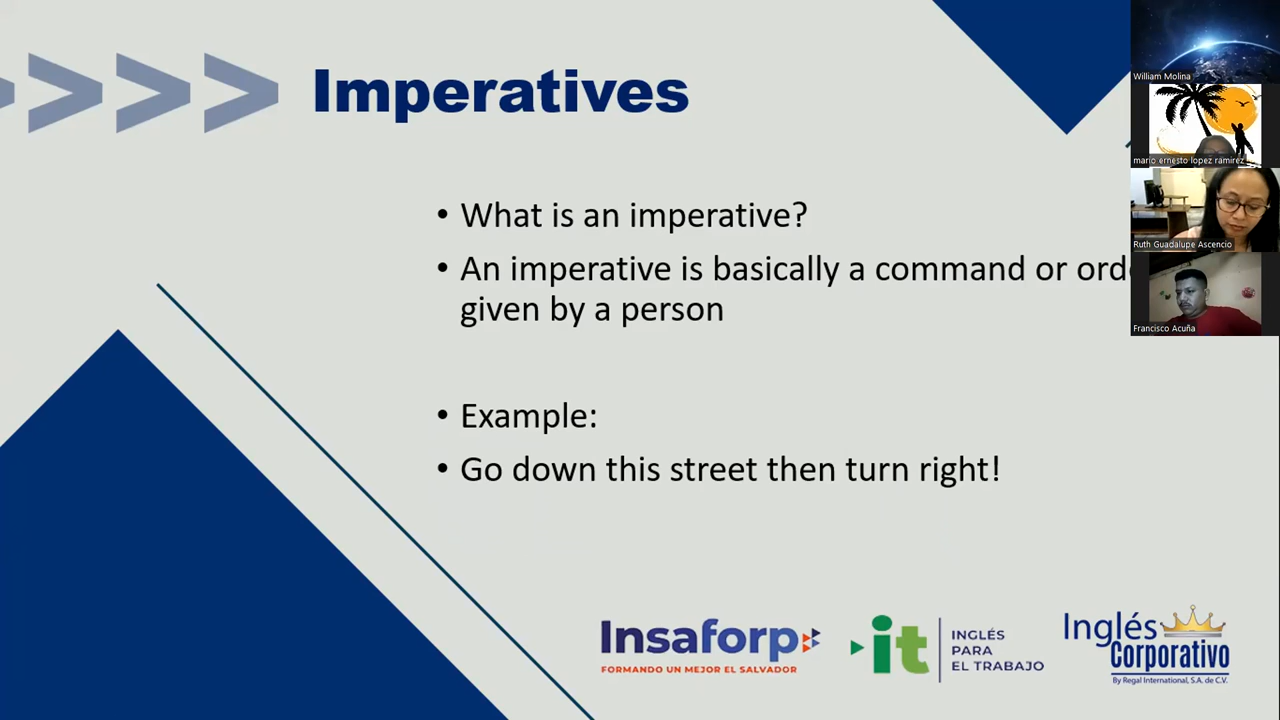 Imperatives
• What is an imperative?
• An imperative is basically a command or
given by a person
• Example:
• Go down this street then turn right!
William Molina
mario ernesto lopez ramirez
Ruth Guadalupe Ascencio
Francisco Acuña
Insaforp
FORMANDO UN MEJOR EL SALVADOR
it
INGLÉS
PARA
EL TRABAJO
Inglés
Corporativo
By Regal International, S.A. de C.V.